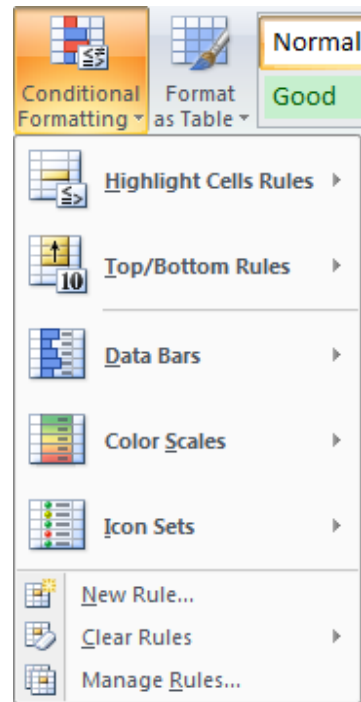 Conditional Formatting
Format as Table
Normal
Good
Highlight Cells Rules
10
Top/Bottom Rules
Data Bars
Color Scales
Icon Sets
New Rule...
Clear Rules
Manage Rules...